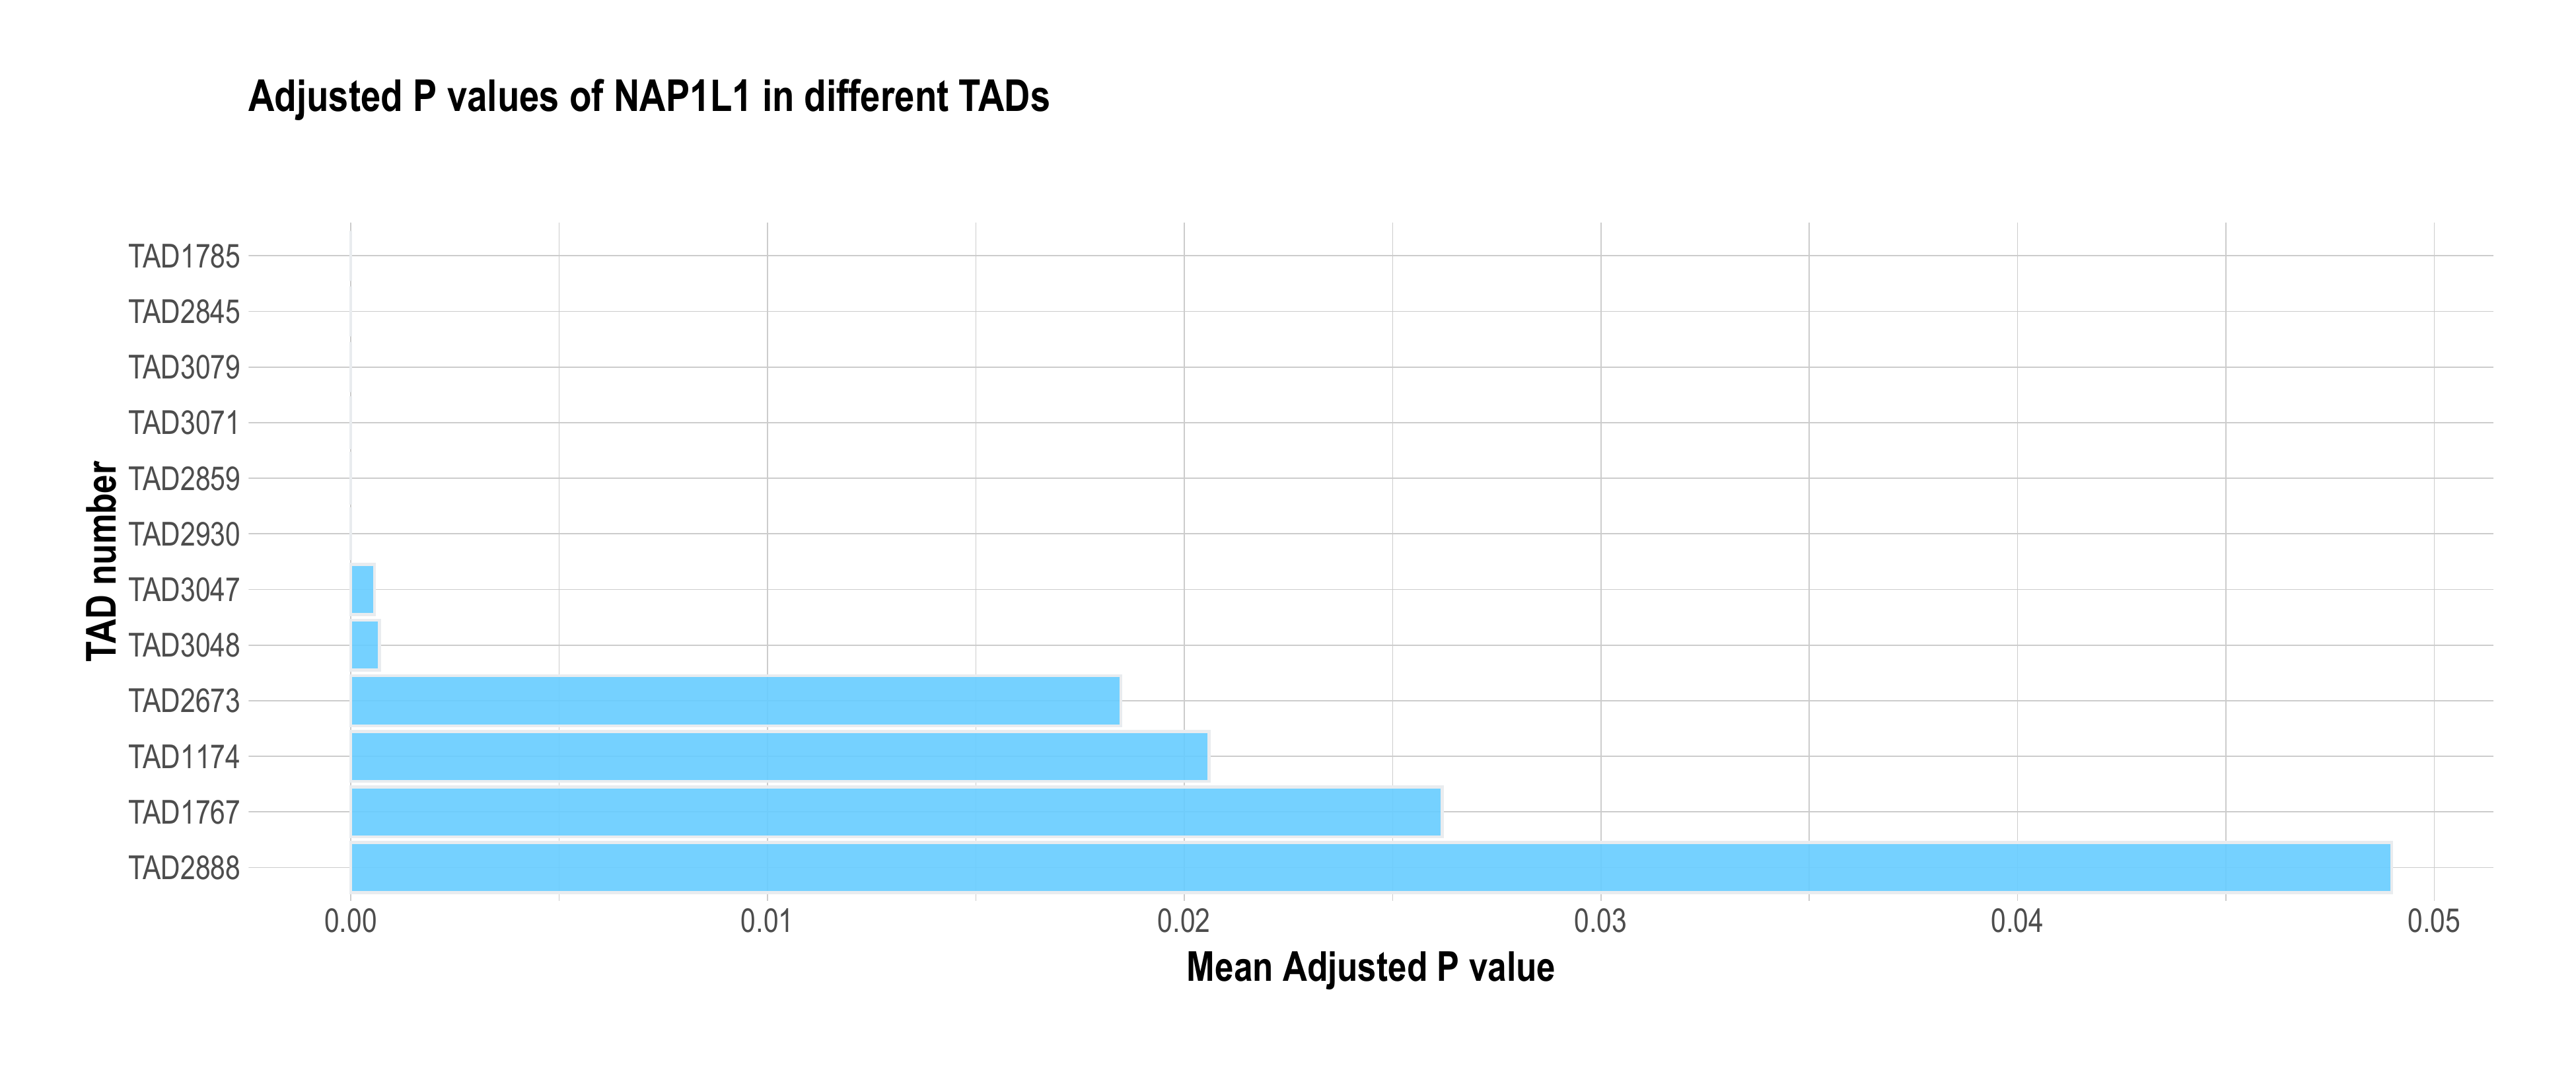 Adjusted P values of NAP1L1 in different TADs
TAD number
TAD1785
TAD2845
TAD3079
TAD3071
TAD2859
TAD2930
TAD3047
TAD3048
TAD2673
TAD1174
TAD1767
TAD2888
0.00 0.01 0.02 0.03 0.04 0.05
Mean Adjusted P value